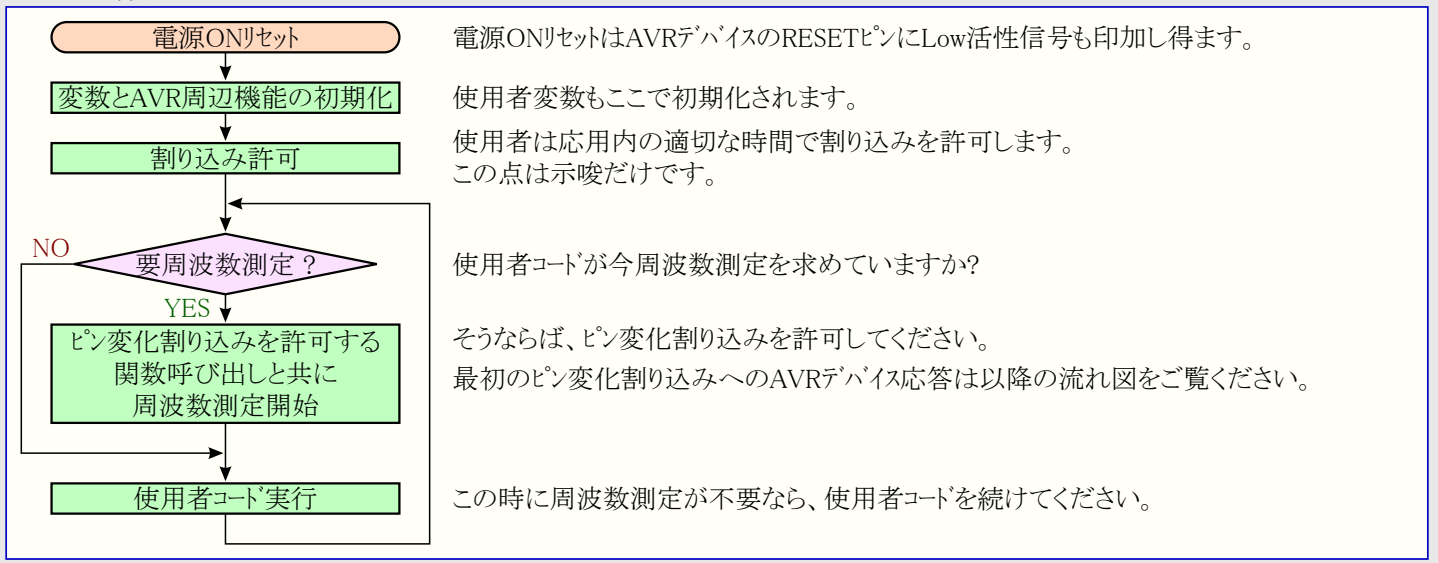 電源ONﾘｾｯﾄ
電源ONﾘｾｯﾄはAVRﾃﾞﾊﾞｲｽのRESETﾋﾟﾝにLow活性信号も印加し得ます。
変数とAVR周辺機能の初期化
使用者変数もここで初期化されます。
割り込み許可
使用者は応用内の適切な時間で割り込みを許可します。
この点は示唆だけです。
NO
要周波数測定？
使用者ｺｰﾄﾞが今周波数測定を求めていますか?
YES
ﾋﾟﾝ変化割り込みを許可する
関数呼び出しと共に
周波数測定開始
そうならば、ﾋﾟﾝ変化割り込みを許可してください。
最初のﾋﾟﾝ変化割り込みへのAVRﾃﾞﾊﾞｲｽ応答は以降の流れ図をご覧ください。
使用者ｺｰﾄﾞ実行
この時に周波数測定が不要なら、使用者ｺｰﾄﾞを続けてください。